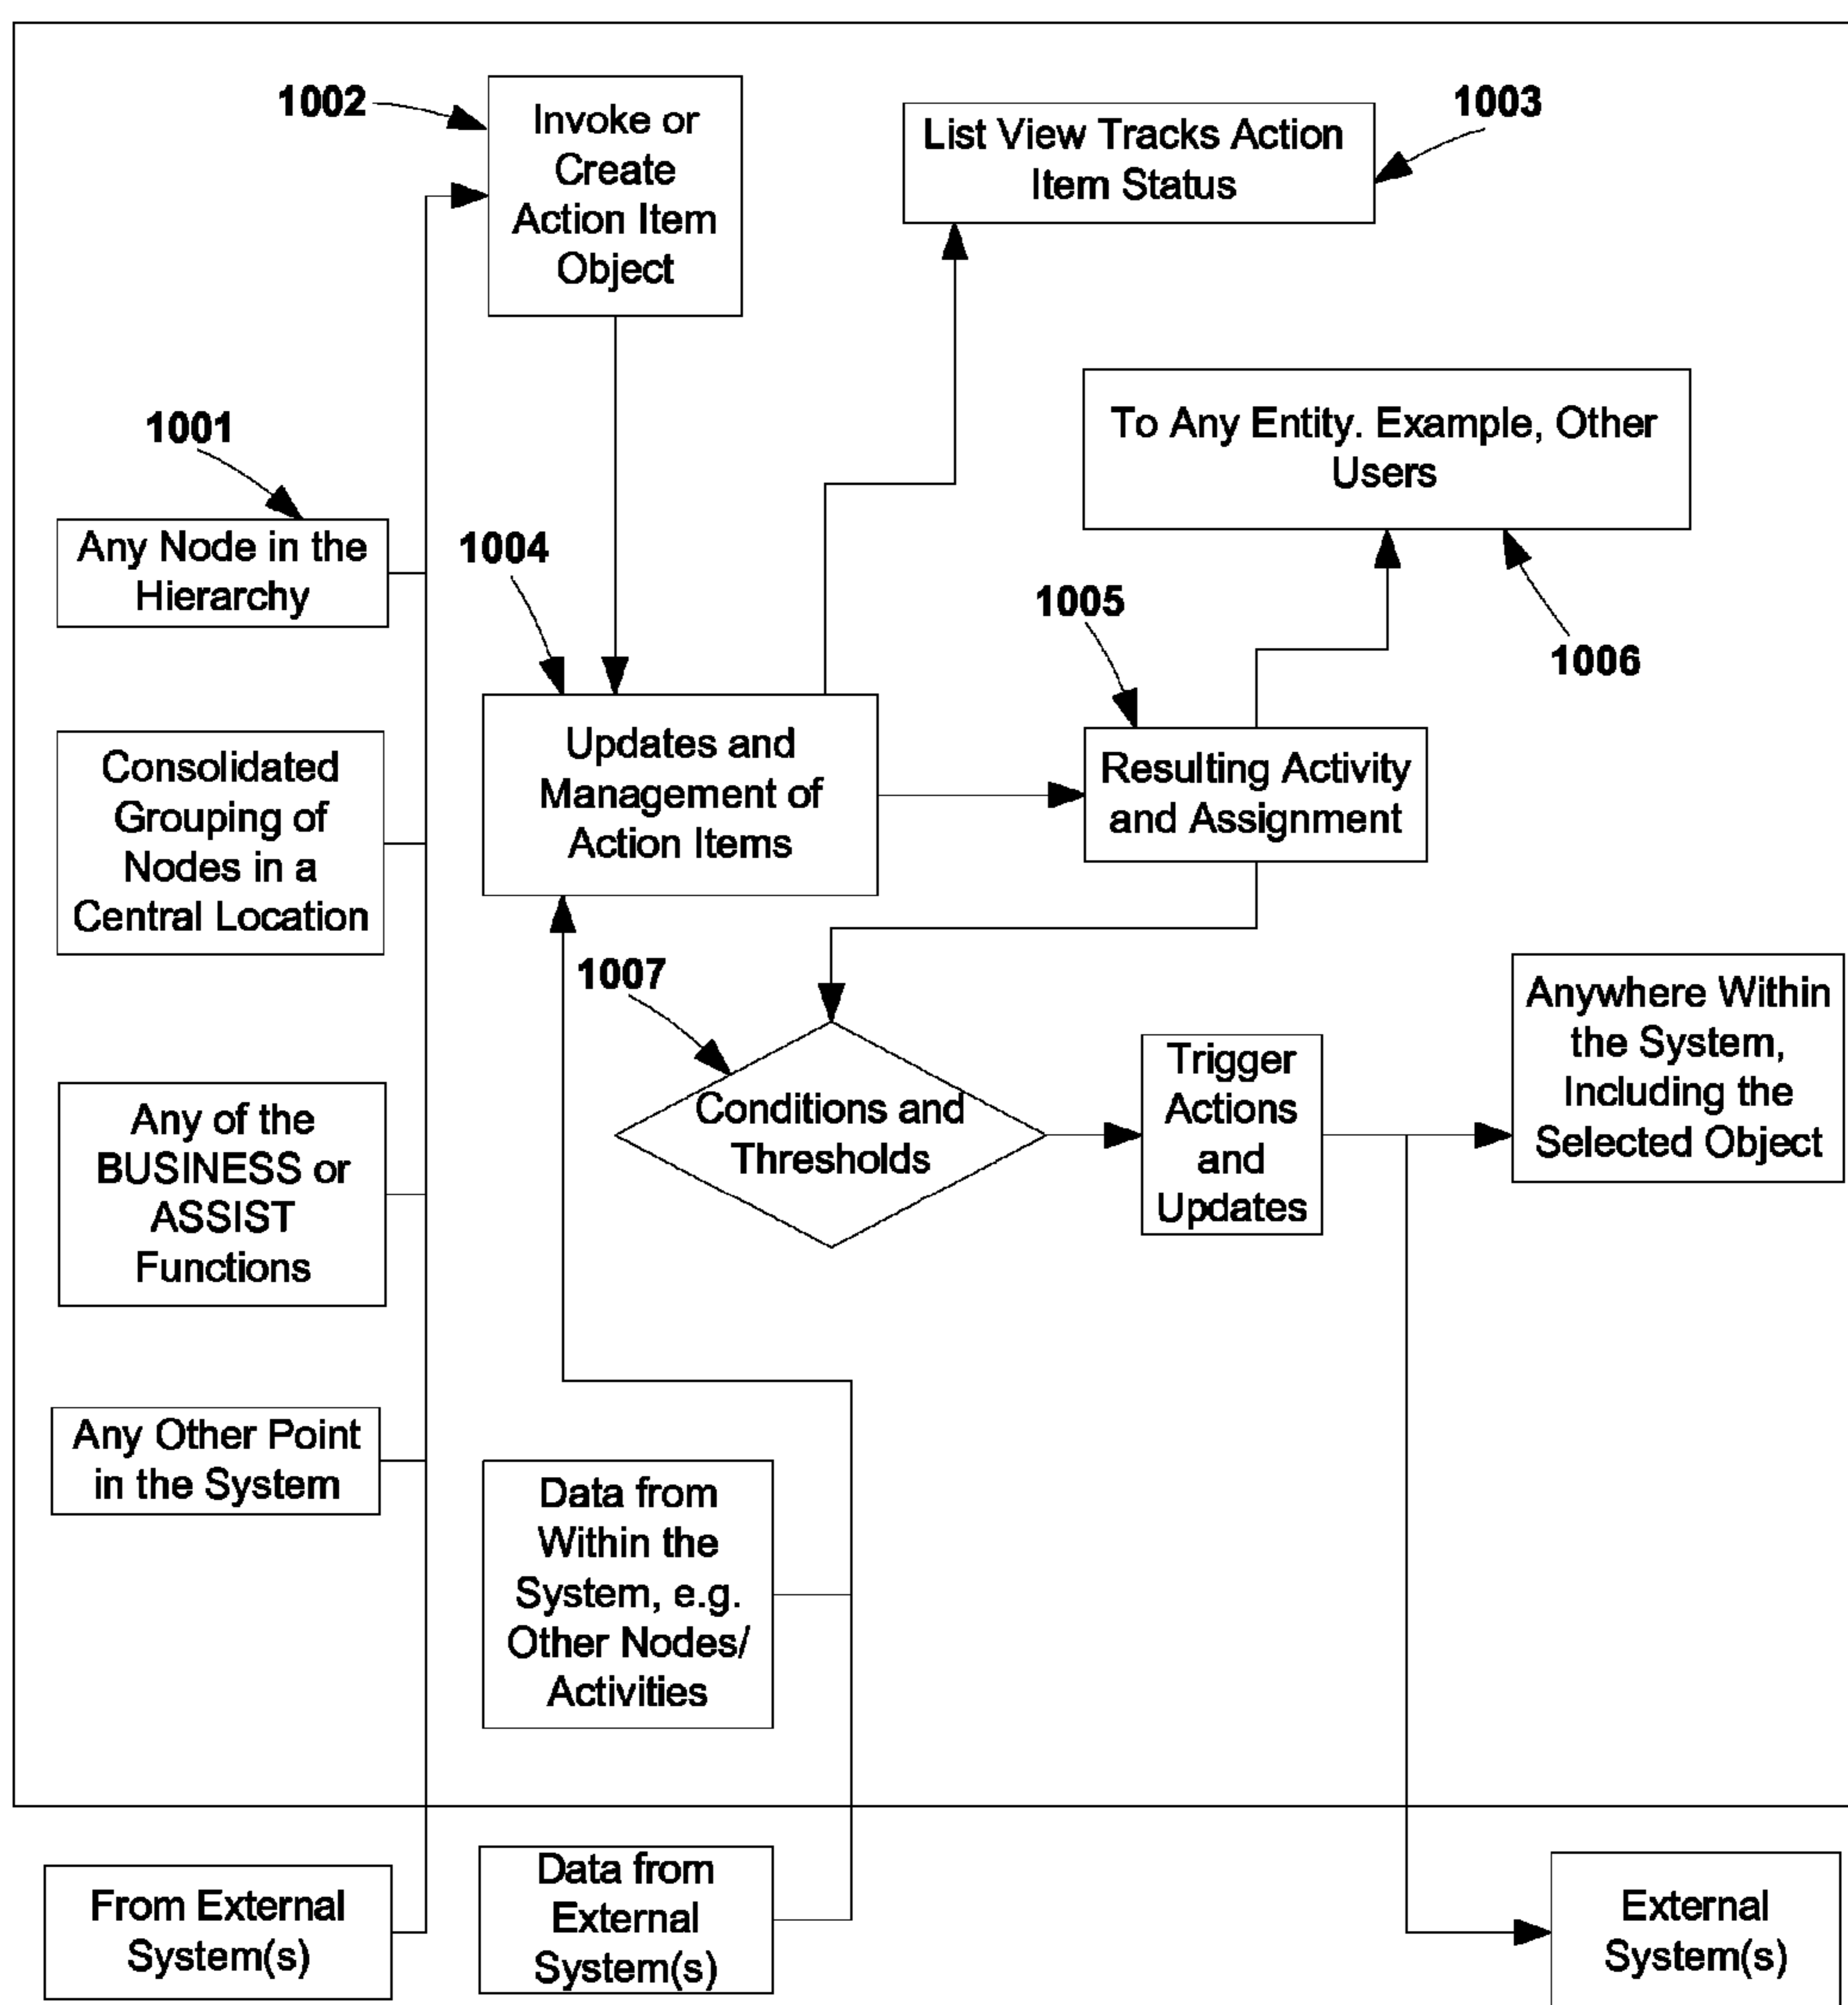 1002
Invoke or
Create
Action Item
Object
List View Tracks Action
Item Status
1003
1001
Any Node in the
Hierarchy
To Any Entity. Example, Other
Users
1004
1005
1006
Updates and
Management of
Action Items
Resulting Activity
and Assignment
Consolidated
Grouping of
Nodes in a
Central Location
1007
Conditions and
Thresholds
Trigger
Actions
and
Updates
Anywhere Within
the System,
Including the
Selected Object
Any of the
BUSINESS or
ASSIST
Functions
Any Other Point
in the System
Data from
Within the
System, e.g.
Other Nodes/
Activities
From External
System(s)
Data from
External
System(s)
External
System(s)